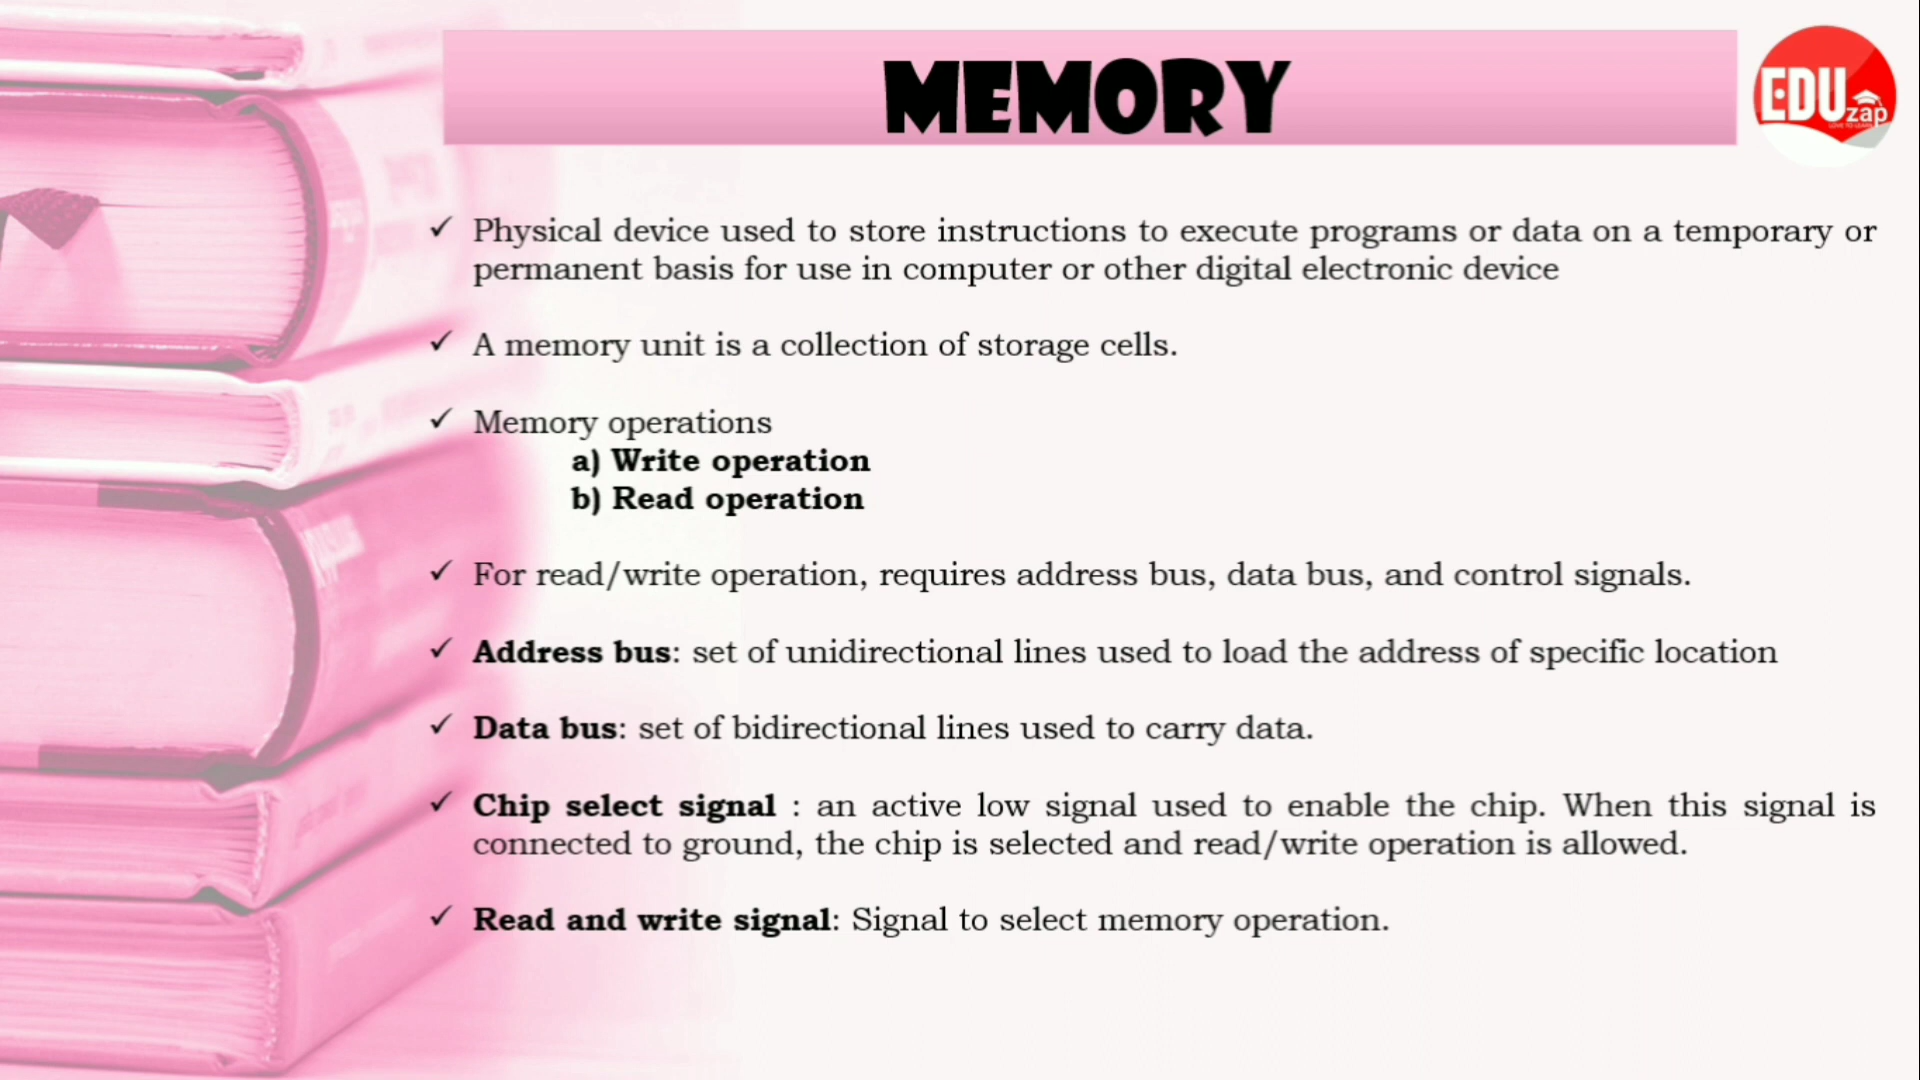 MEMORY
EDU
zap
✓ Physical device used to store instructions to execute programs or data on a temporary or
permanent basis for use in computer or other digital electronic device
✓ A memory unit is a collection of storage cells.
✓ Memory operations
a) Write operation
b) Read operation
✓ For read/write operation, requires address bus, data bus, and control signals.
✓ Address bus: set of unidirectional lines used to load the address of specific location
✓ Data bus: set of bidirectional lines used to carry data.
✓ Chip select signal : an active low signal used to enable the chip. When this signal is
connected to ground, the chip is selected and read/write operation is allowed.
✓ Read and write signal: Signal to select memory operation.